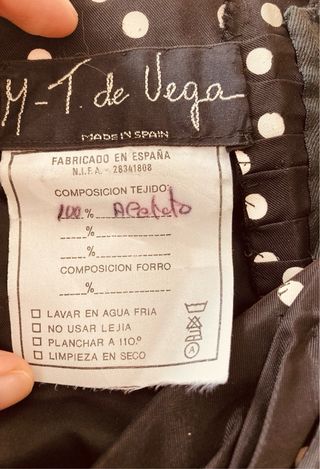 M-T. de Vega
MADE IN SPAIN
FABRICADO EN ESPAÑA
N.I.F.A. - 28341808
COMPOSICION TEJIDO:
100 % Acetato
%
%
COMPOSICION FORRO
%
LAVAR EN AGUA FRIA
NO USAR LEJIA
PLANCHAR A 110.º
LIMPIEZA EN SECO
A